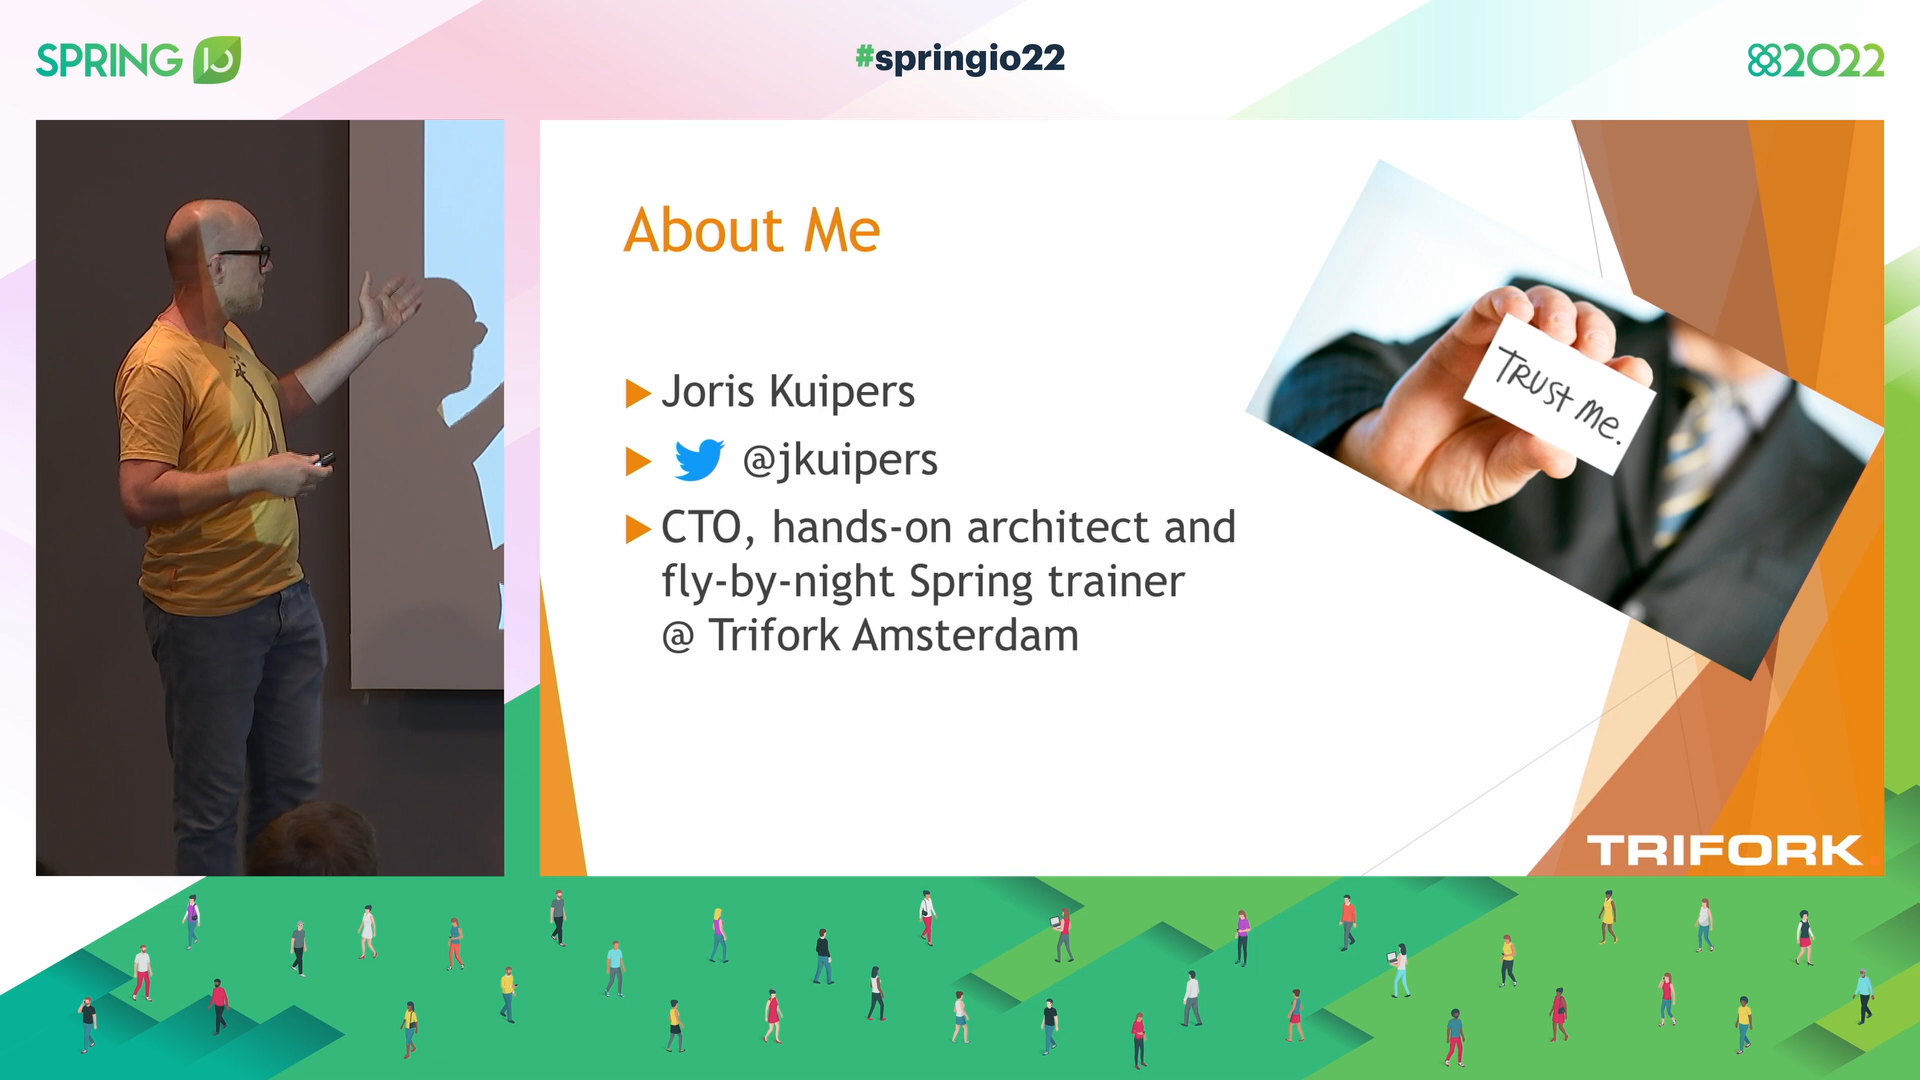 SPRING IO
#springio22
2022
About Me
Joris Kuipers
@jkuipers
CTO, hands-on architect and
fly-by-night Spring trainer
@ Trifork Amsterdam
TRUST ME.
TRIFORK